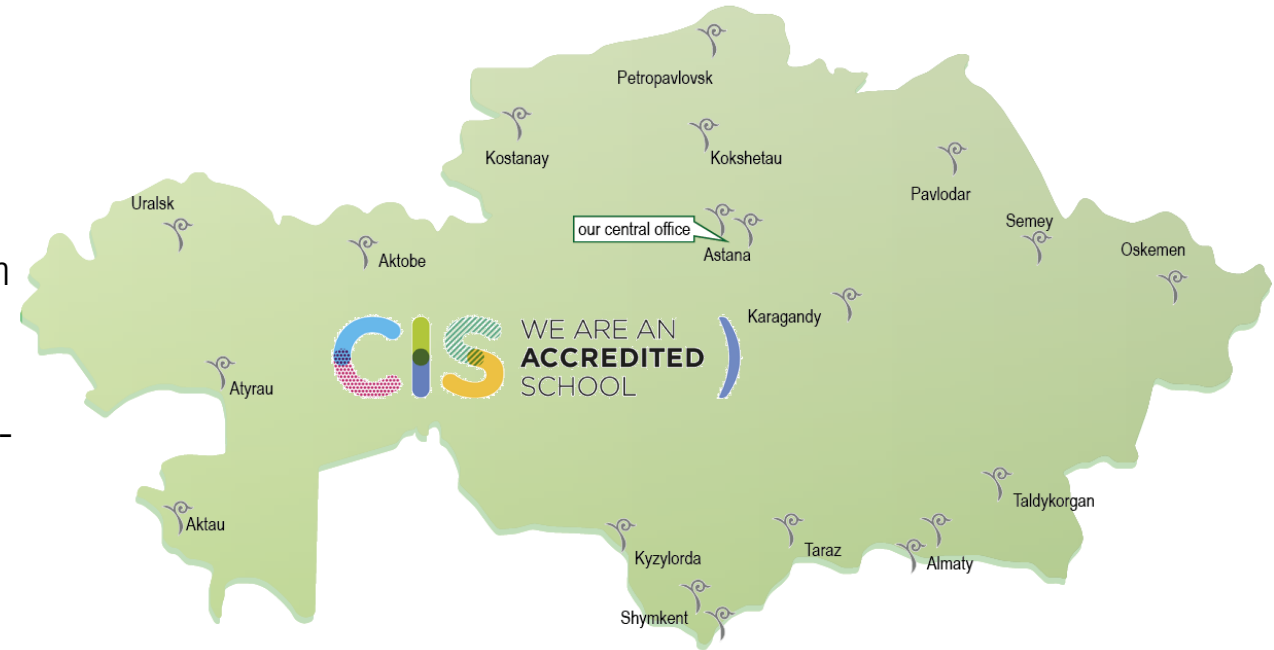 Petropavlovsk
Kostanay
Kokshetau
Pavlodar
Uralsk
Semey
our central office
Astana
Aktobe
Oskemen
n
Karagandy
CIS
WE ARE AN
ACCREDITED
SCHOOL
Atyrau
–
Taldykorgan
Aktau
Kyzylorda
Taraz
Almaty
Shymkent